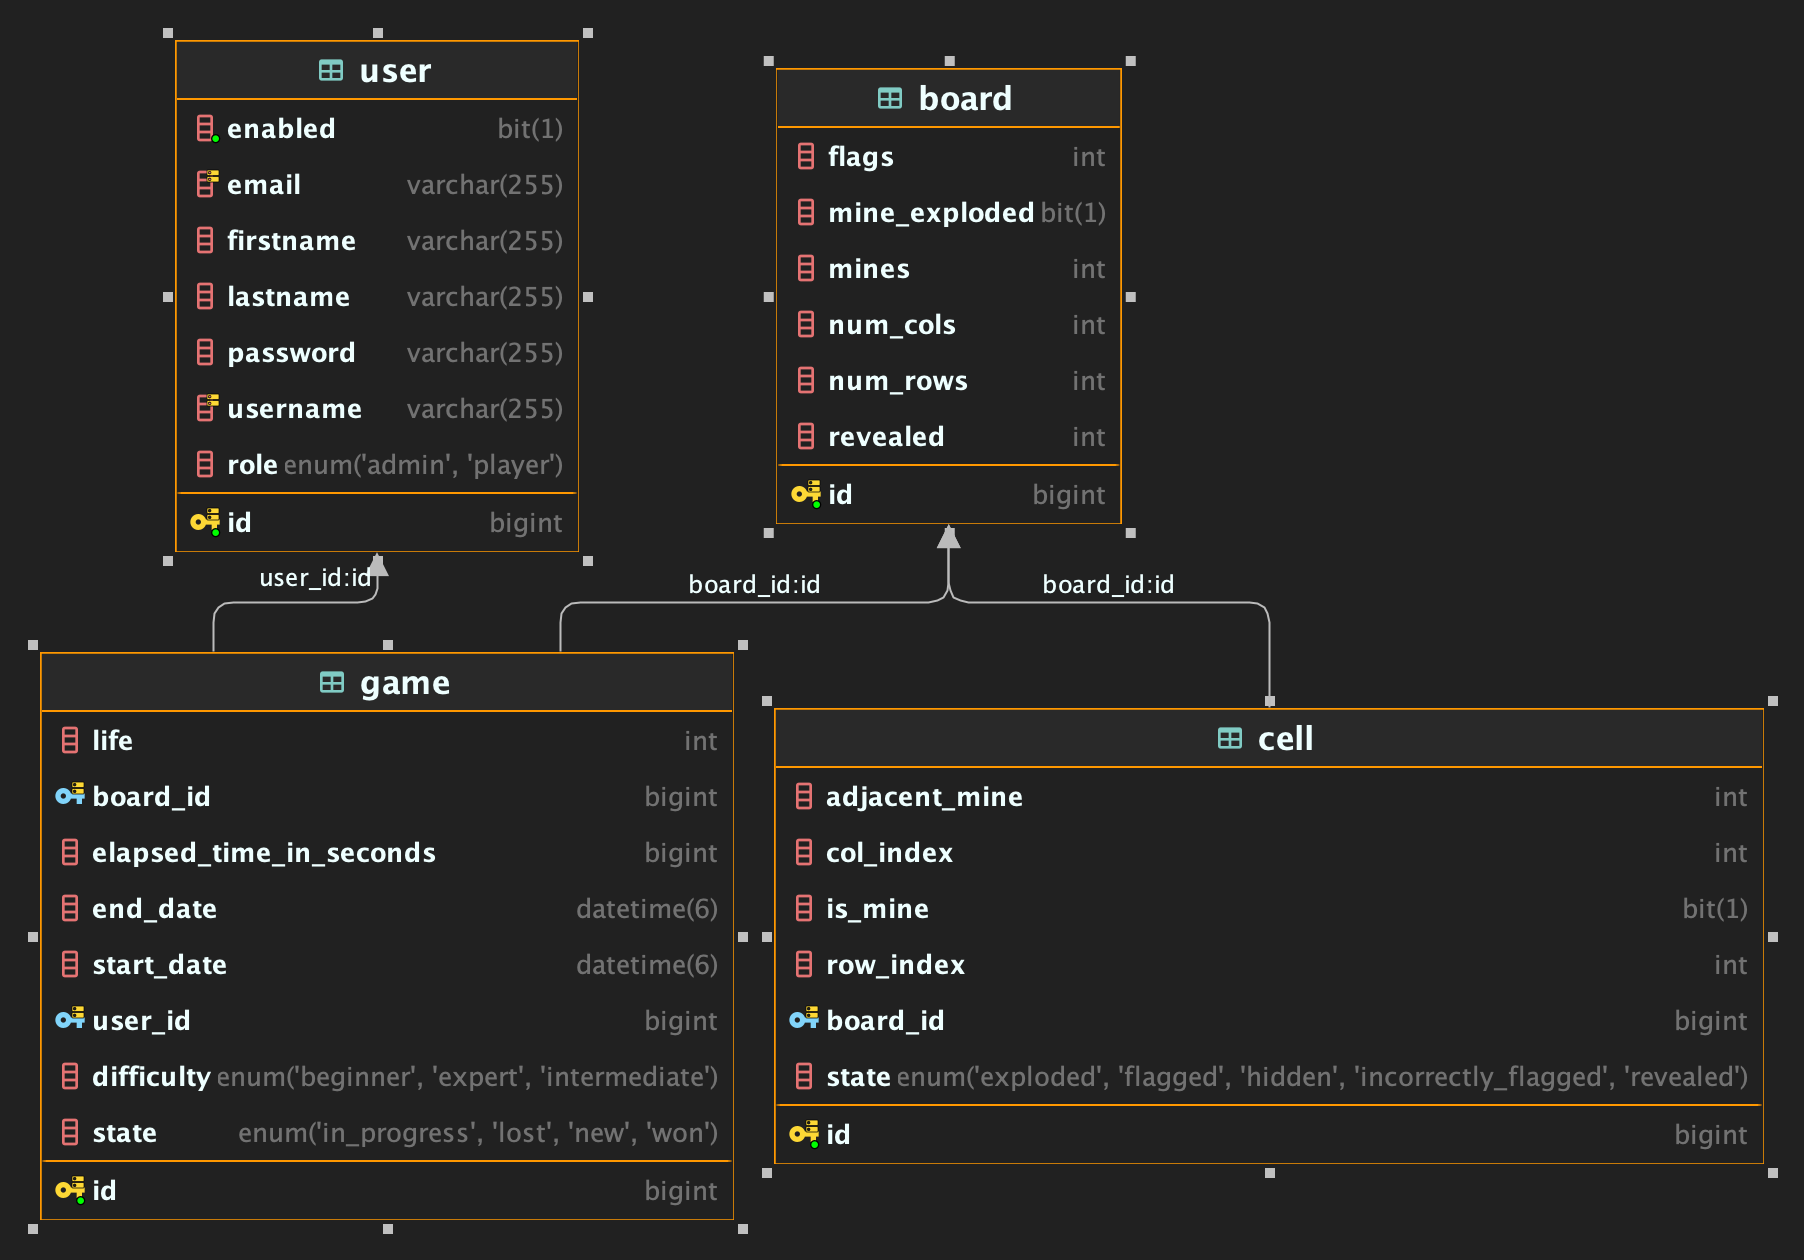 user
enabled bit(1)
email varchar(255)
firstname varchar(255)
lastname varchar(255)
password varchar(255)
username varchar(255)
role enum('admin', 'player')
id bigint
board
flags int
mine_exploded bit(1)
mines int
num_cols int
num_rows int
revealed int
id bigint
user_id:id
board_id:id
board_id:id
game
life int
board_id bigint
elapsed_time_in_seconds bigint
end_date datetime(6)
start_date datetime(6)
user_id bigint
difficulty enum('beginner', 'expert', 'intermediate')
state enum('in_progress', 'lost', 'new', 'won')
id bigint
cell
adjacent_mine int
col_index int
is_mine bit(1)
row_index int
board_id bigint
state enum('exploded', 'flagged', 'hidden', 'incorrectly_flagged', 'revealed')
id bigint